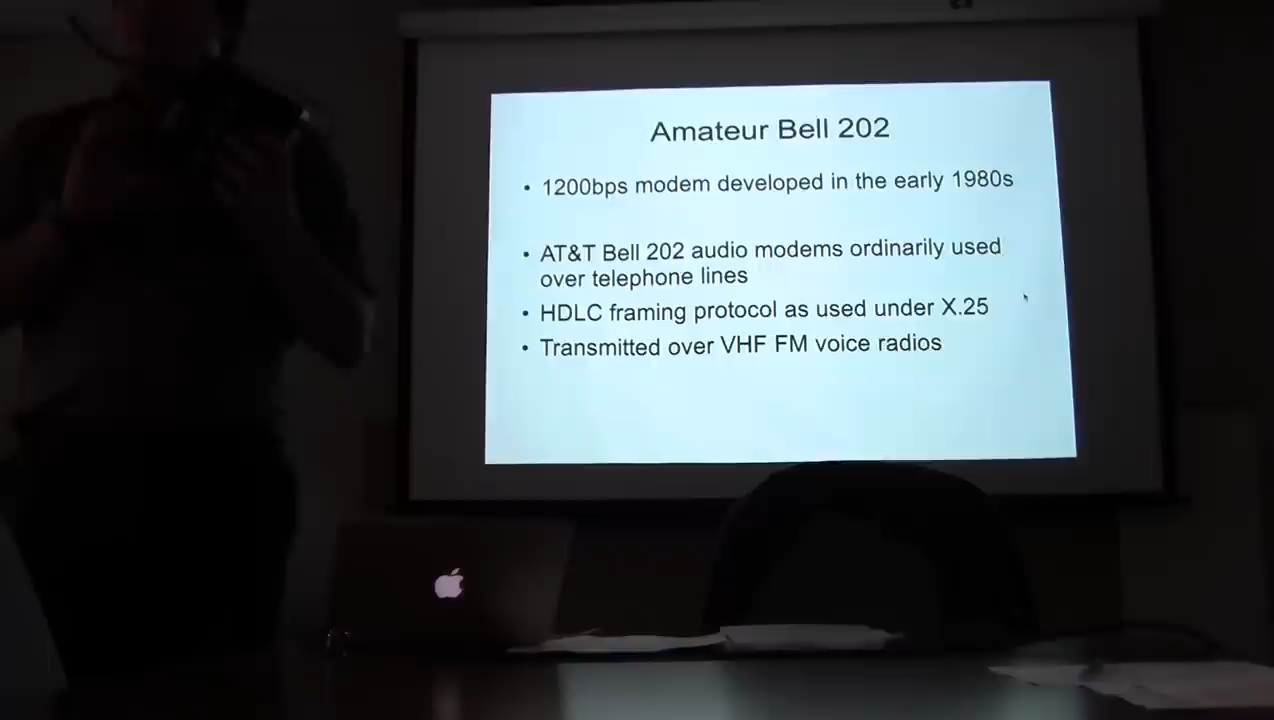 Amateur Bell 202
• 1200bps modem developed in the early 1980s
• AT&T Bell 202 audio modems ordinarily used
over telephone lines
• HDLC framing protocol as used under X.25
• Transmitted over VHF FM voice radios